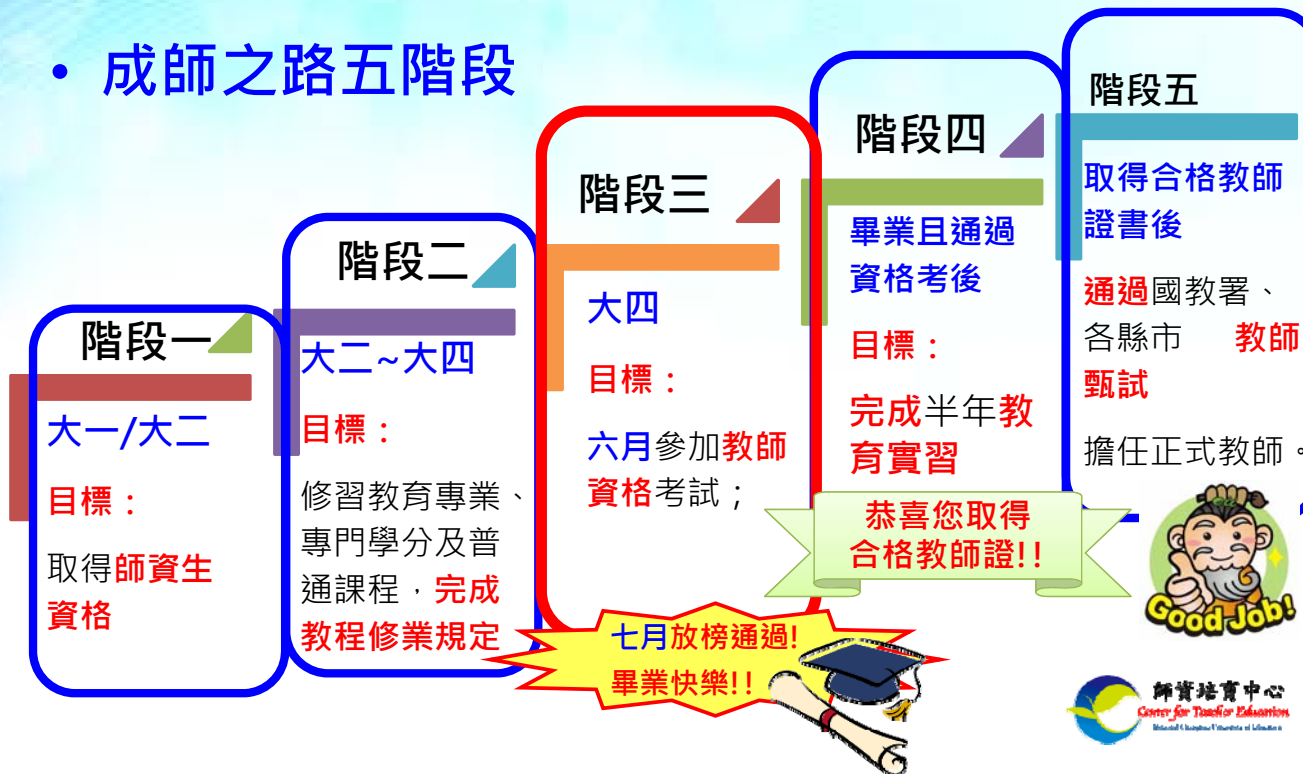 • 成師之路五階段
階段一
大一/大二
目標：
取得師資生
資格
階段二
大二~大四
目標：
修習教育專業、
專門學分及普
通課程，完成
教程修業規定
階段三
大四
目標：
六月參加教師
資格考試；
七月放榜通過!
畢業快樂!!
階段四
畢業且通過
資格考後
目標：
完成半年教
育實習
恭喜您取得
合格教師證!!
階段五
取得合格教師
證書後
通過國教署、
各縣市 教師
甄試
擔任正式教師。
Good Job!
師資培育中心
Center for Teacher Education